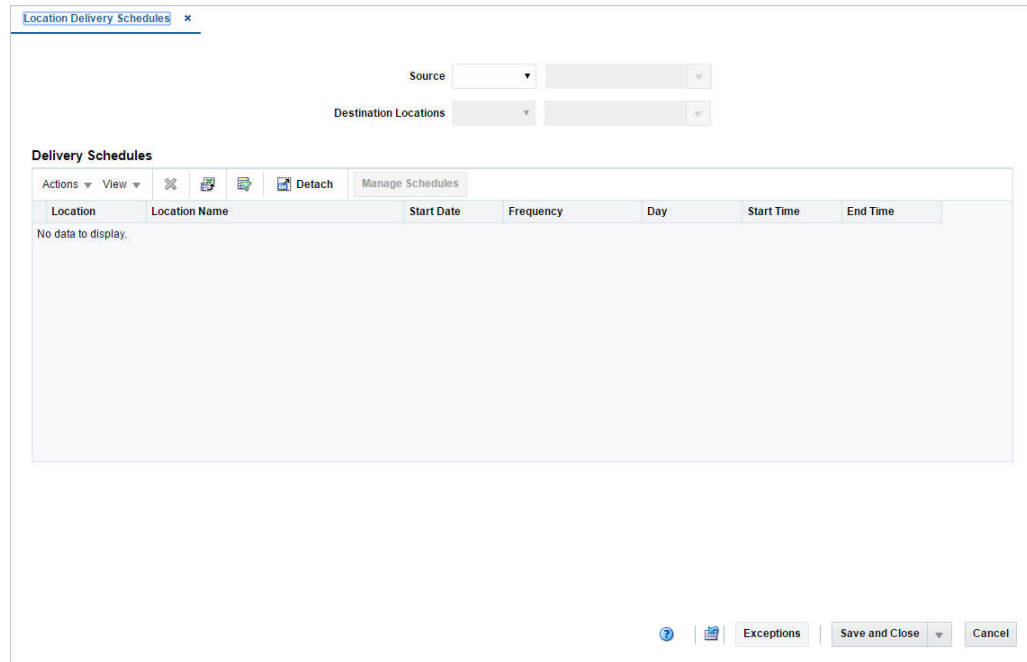 Location Delivery Schedules
Source
Destination Locations
Delivery Schedules
Actions View Detach Manage Schedules
Location Location Name Start Date Frequency Day Start Time End Time
No data to display.
Exceptions Save and Close Cancel